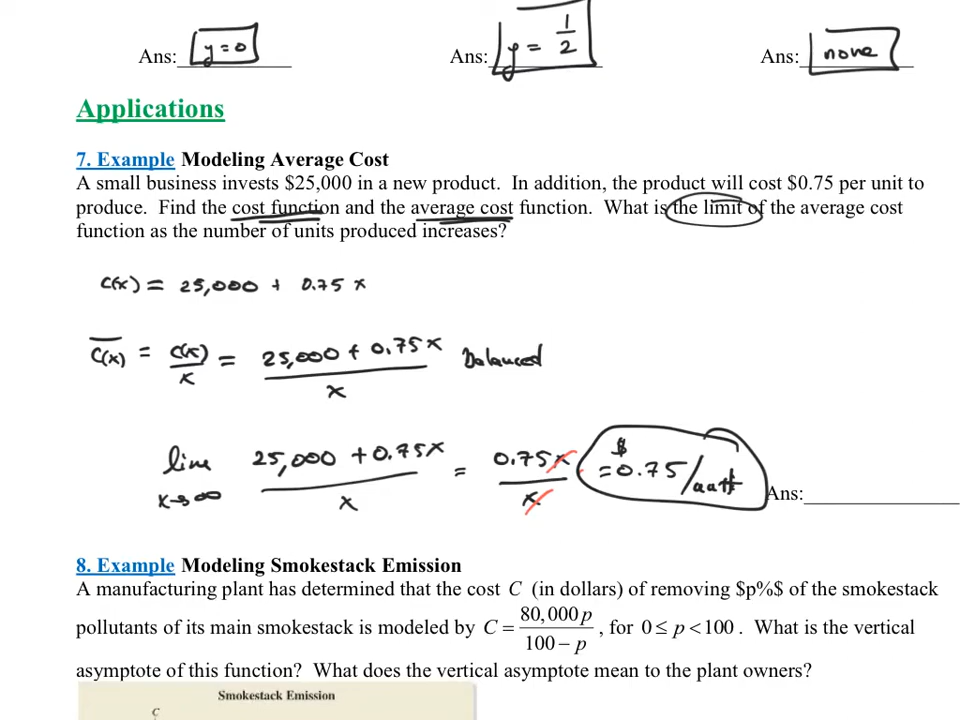 Ans: y = 0 Ans: y = 1/2 Ans: none
Applications
7. Example Modeling Average Cost
A small business invests $25,000 in a new product. In addition, the product will cost $0.75 per unit to
produce. Find the cost function and the average cost function. What is the limit of the average cost
function as the number of units produced increases?
C(x) = 25,000 + 0.75 x
C̅(x) = C(x)/x = (25,000 + 0.75x)/x Balanced
lim x→∞ (25,000 + 0.75x)/x = 0.75x/x = $0.75/
Ans:
8. Example Modeling Smokestack Emission
A manufacturing plant has determined that the cost C (in dollars) of removing $p%$ of the smokestack
pollutants of its main smokestack is modeled by C = 80,000p/(100 − p), for 0 ≤ p < 100. What is the vertical
asymptote of this function? What does the vertical asymptote mean to the plant owners?
Smokestack Emission
C